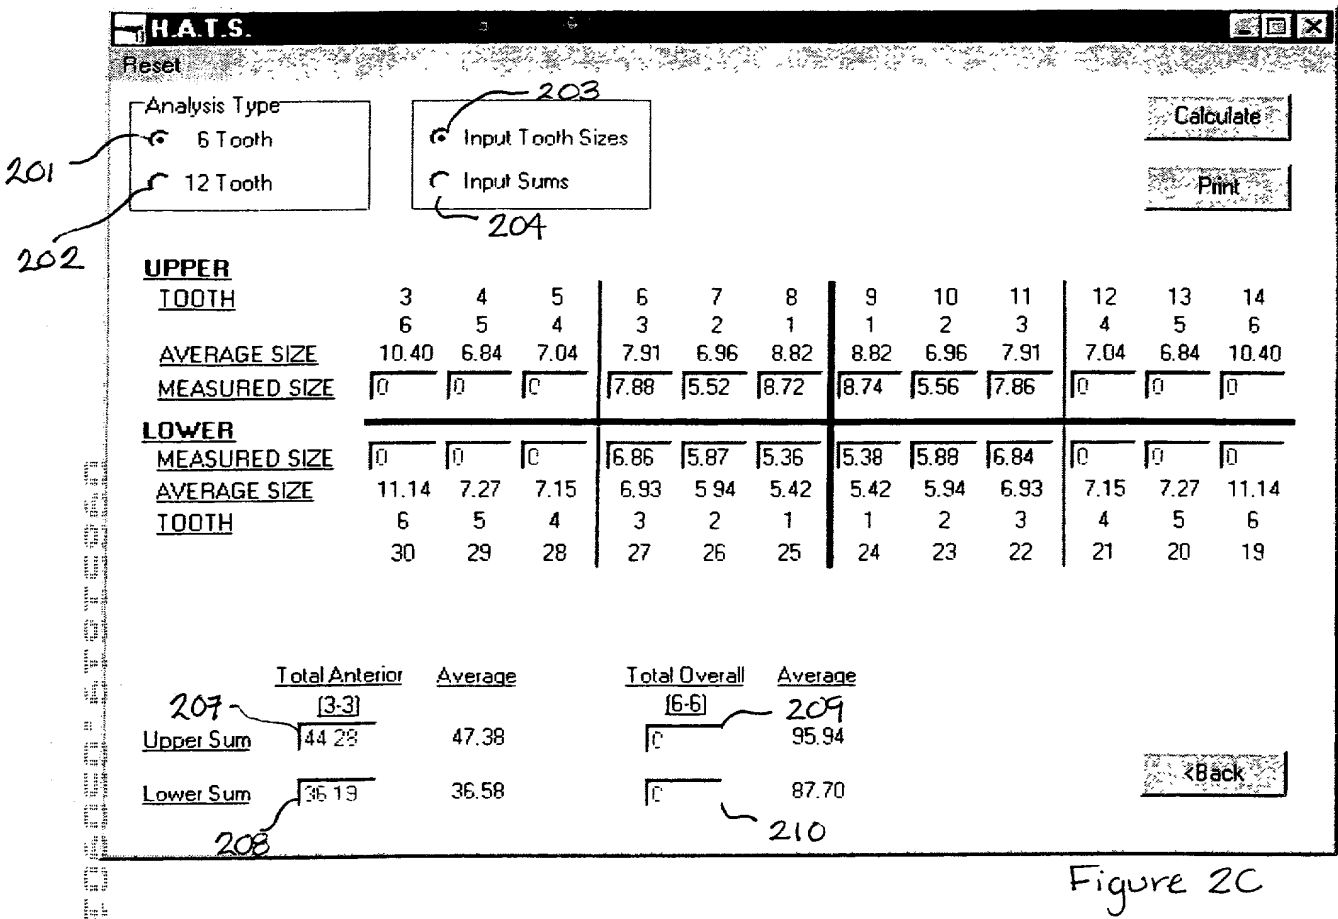 H.A.T.S.
Reset
203
Analysis Type
6 Tooth
Input Tooth Sizes
Calculate
201
12 Tooth
Input Sums
Print
204
202
UPPER
TOOTH 3 4 5 6 7 8 9 10 11 12 13 14
6 5 4 3 2 1 1 2 3 4 5 6
AVERAGE SIZE 10.40 6.84 7.04 7.91 6.96 8.82 8.82 6.96 7.91 7.04 6.84 10.40
MEASURED SIZE 0 0 0 7.88 5.52 8.72 8.74 5.56 7.86 0 0 0
LOWER
MEASURED SIZE 0 0 0 6.86 5.87 5.36 5.38 5.88 6.84 0 0 0
AVERAGE SIZE 11.14 7.27 7.15 6.93 5.94 5.42 5.42 5.94 6.93 7.15 7.27 11.14
TOOTH 6 5 4 3 2 1 1 2 3 4 5 6
30 29 28 27 26 25 24 23 22 21 20 19
Total Anterior Average Total Overall Average
207 (3-3) (6-6) 209
Upper Sum 44.28 47.38 0 95.94
<Back
Lower Sum 36.19 36.58 0 87.70
208 210
Figure 2C